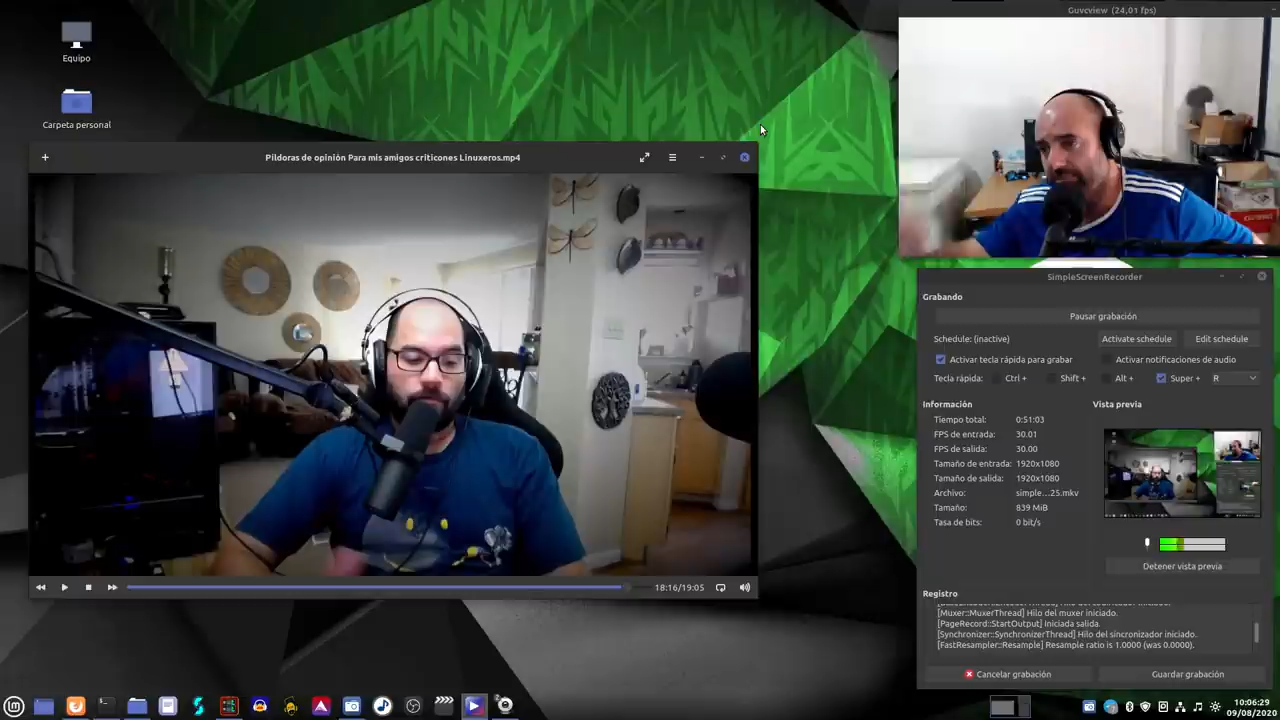 Guvcview (24,01 fps)
Equipo
Carpeta personal
Píldoras de opinión Para mis amigos criticones Linuxeros.mp4
18:16/19:05
SimpleScreenRecorder
Grabando
Pausar grabación
Schedule: (inactive)
Activate schedule
Edit schedule
Activar tecla rápida para grabar
Activar notificaciones de audio
Tecla rápida:
Ctrl +
Shift +
Alt +
Super +
R
Información
Vista previa
Tiempo total: 0:51:03
FPS de entrada: 30.01
FPS de salida: 30.00
Tamaño de entrada: 1920x1080
Tamaño de salida: 1920x1080
Archivo: simple...25.mkv
Tamaño: 839 MiB
Tasa de bits: 0 bit/s
Detener vista previa
Registro
[Muxer::MuxerThread] Hilo del muxer iniciado.
[PageRecord::StartOutput] Iniciada salida.
[Synchronizer::SynchronizerThread] Hilo del sincronizador iniciado.
[FastResampler::Resample] Resample ratio is 1.0000 (was 0.0000).
Cancelar grabación
Guardar grabación
10:06:29
09/08/2020